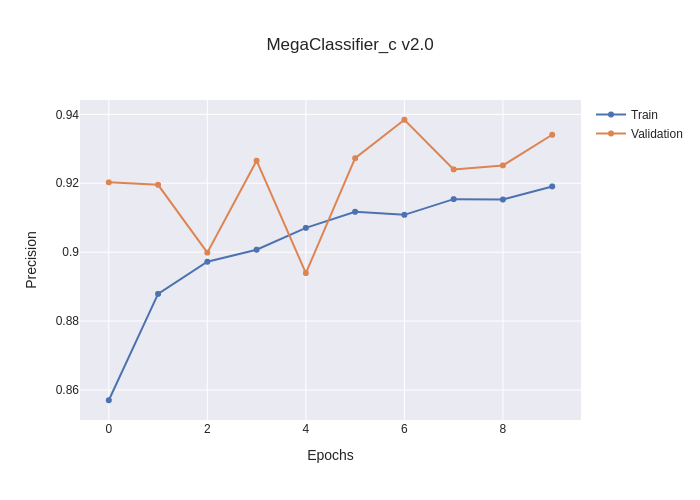 MegaClassifier_c v2.0
Train
Validation
0.94
0.92
0.9
0.88
0.86
Precision
0 2 4 6 8
Epochs